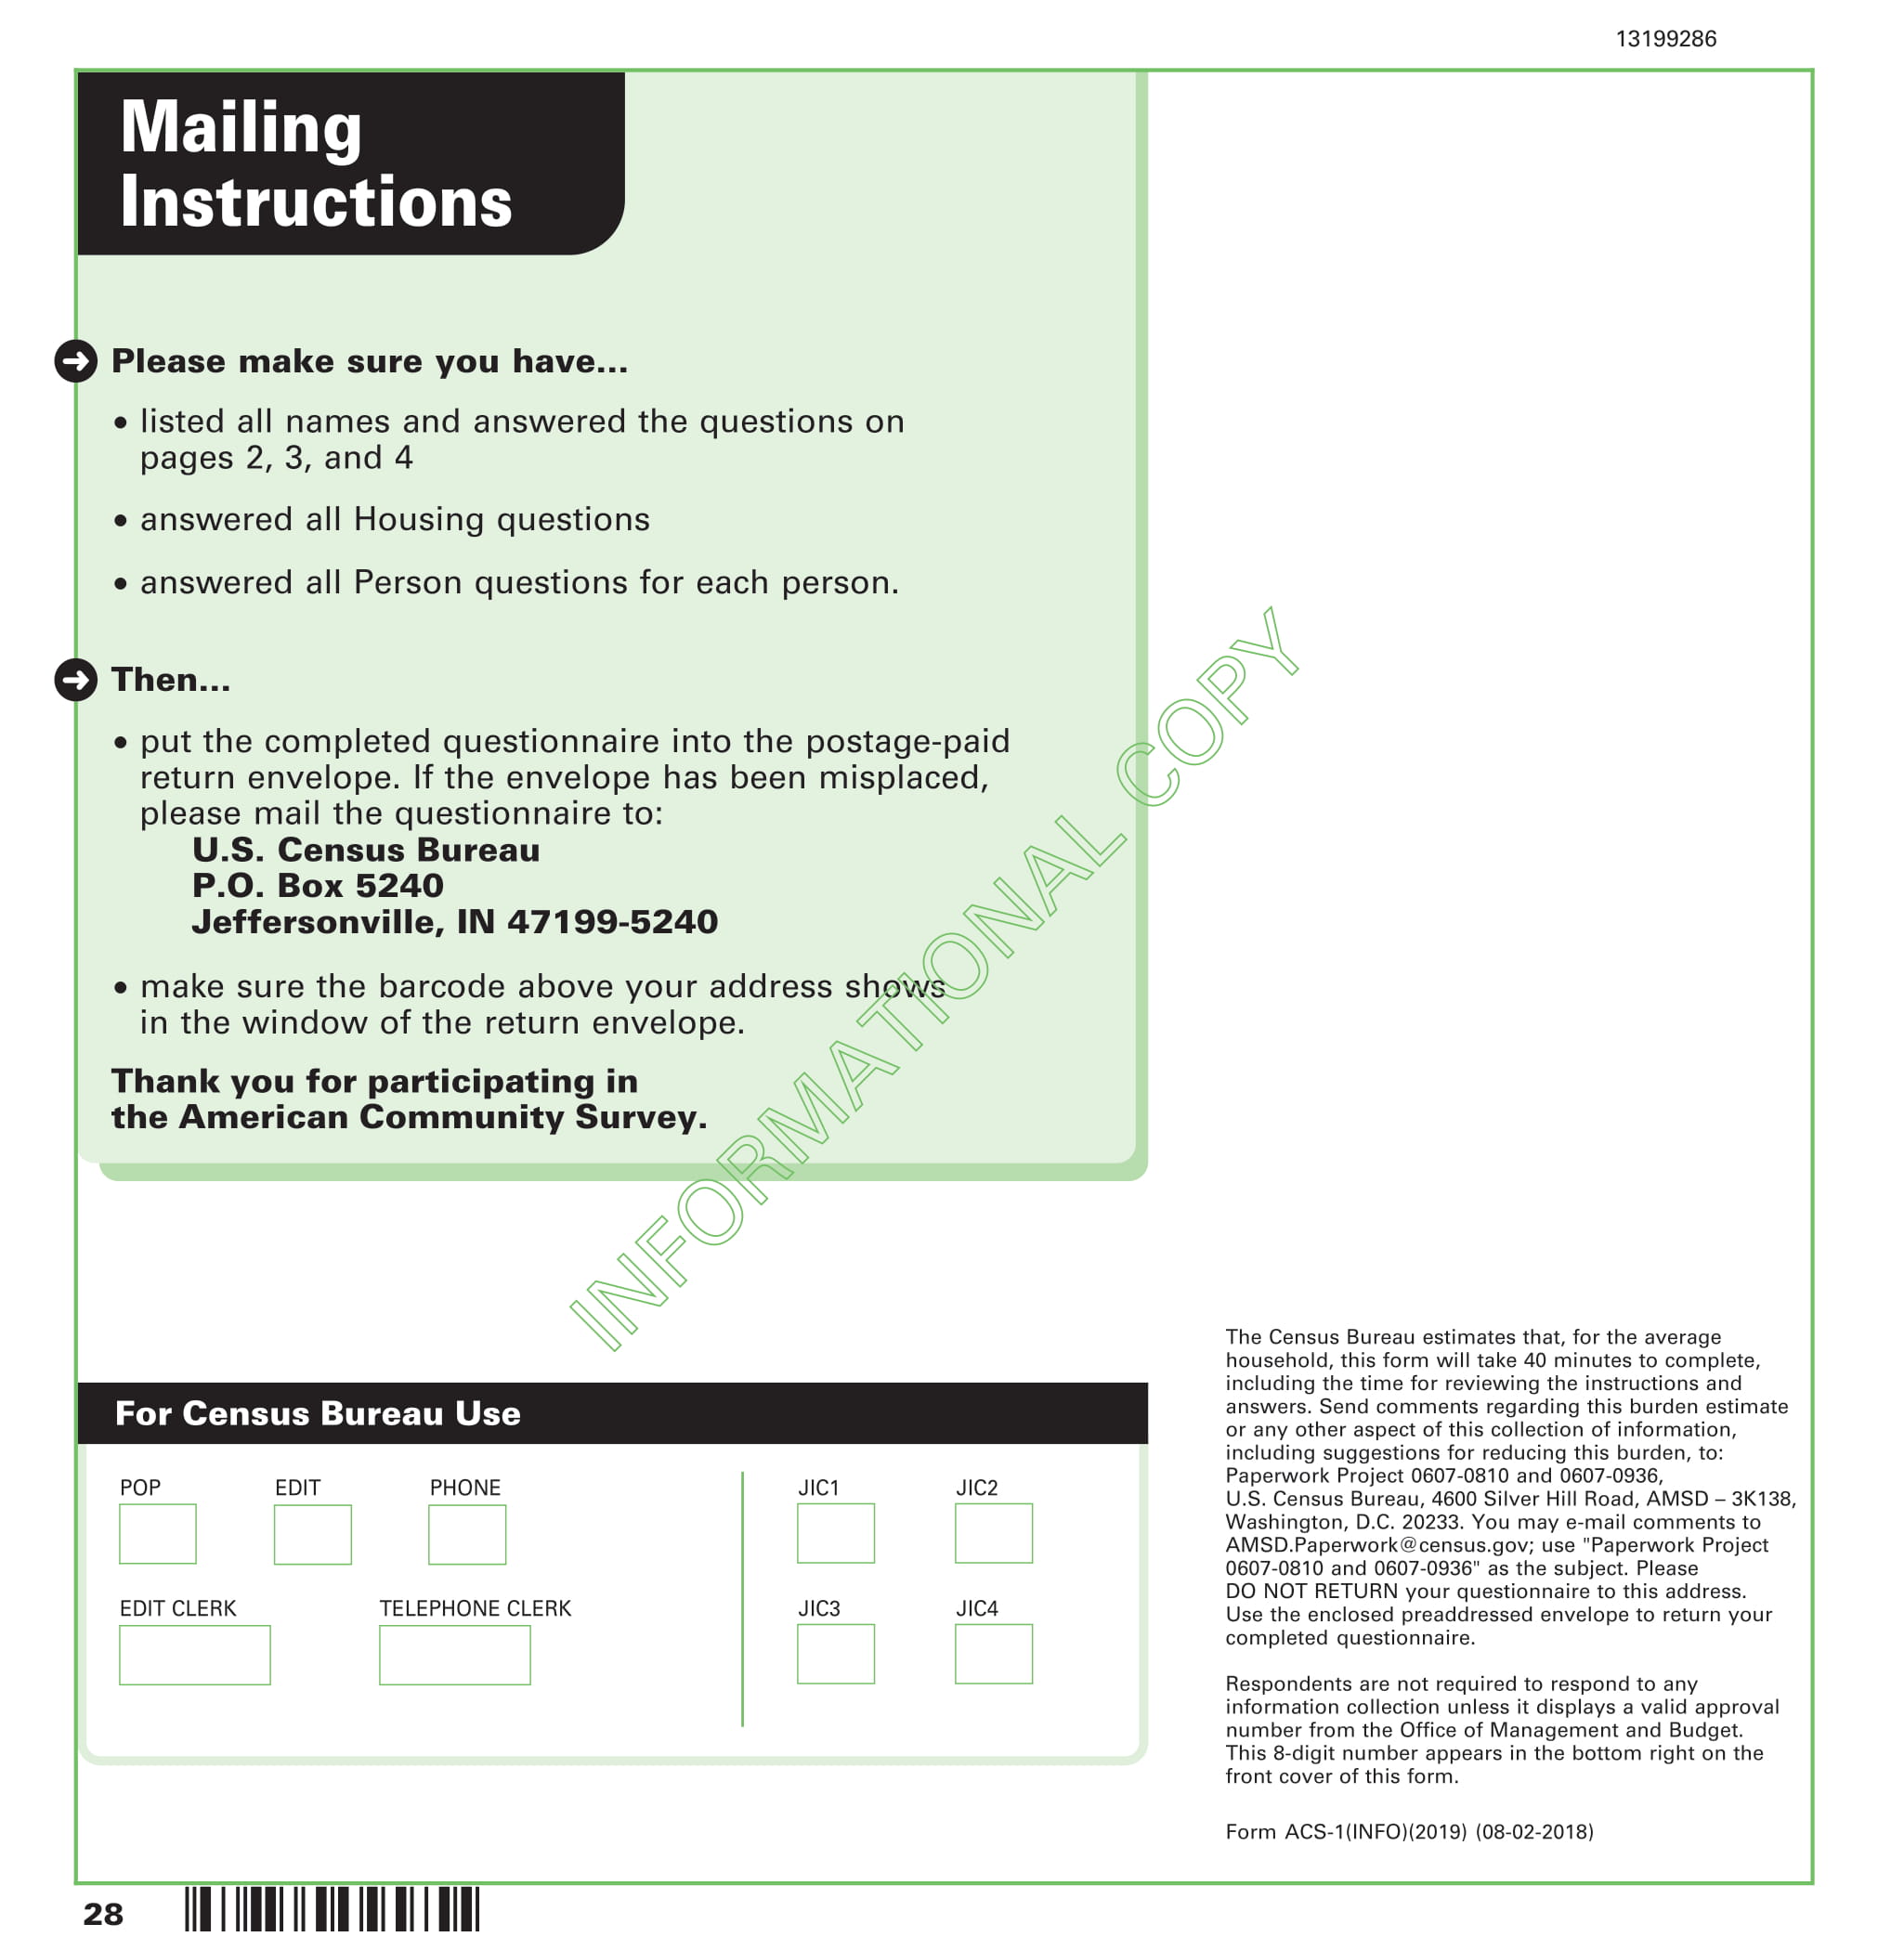 13199286
Mailing
Instructions
Please make sure you have...
• listed all names and answered the questions on
pages 2, 3, and 4
• answered all Housing questions
• answered all Person questions for each person.
Then...
• put the completed questionnaire into the postage-paid
return envelope. If the envelope has been misplaced,
please mail the questionnaire to:
U.S. Census Bureau
P.O. Box 5240
Jeffersonville, IN 47199-5240
• make sure the barcode above your address shows
in the window of the return envelope.
Thank you for participating in
the American Community Survey.
INFORMATIONAL COPY
For Census Bureau Use
POP EDIT PHONE JIC1 JIC2
EDIT CLERK TELEPHONE CLERK JIC3 JIC4
The Census Bureau estimates that, for the average
household, this form will take 40 minutes to complete,
including the time for reviewing the instructions and
answers. Send comments regarding this burden estimate
or any other aspect of this collection of information,
including suggestions for reducing this burden, to:
Paperwork Project 0607-0810 and 0607-0936,
U.S. Census Bureau, 4600 Silver Hill Road, AMSD – 3K138,
Washington, D.C. 20233. You may e-mail comments to
AMSD.Paperwork@census.gov; use "Paperwork Project
0607-0810 and 0607-0936" as the subject. Please
DO NOT RETURN your questionnaire to this address.
Use the enclosed preaddressed envelope to return your
completed questionnaire.
Respondents are not required to respond to any
information collection unless it displays a valid approval
number from the Office of Management and Budget.
This 8-digit number appears in the bottom right on the
front cover of this form.
Form ACS-1(INFO)(2019) (08-02-2018)
28